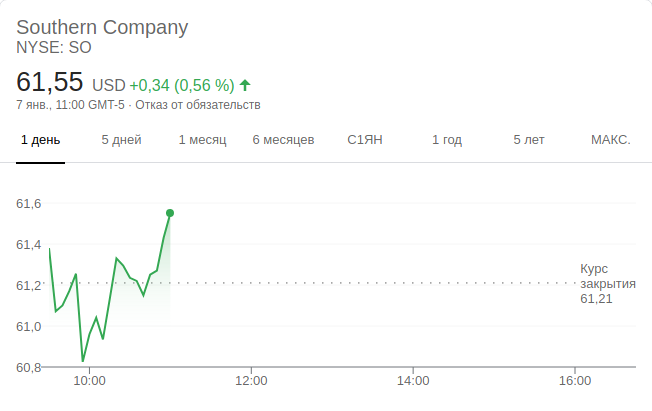 Southern Company
NYSE: SO
61,55 USD +0,34 (0,56 %)
7 янв., 11:00 GMT-5 · Отказ от обязательств
1 день 5 дней 1 месяц 6 месяцев С1ЯН 1 год 5 лет МАКС.
61,6
61,4
61,2
61,0
60,8
Курс
закрытия
61,21
10:00 12:00 14:00 16:00